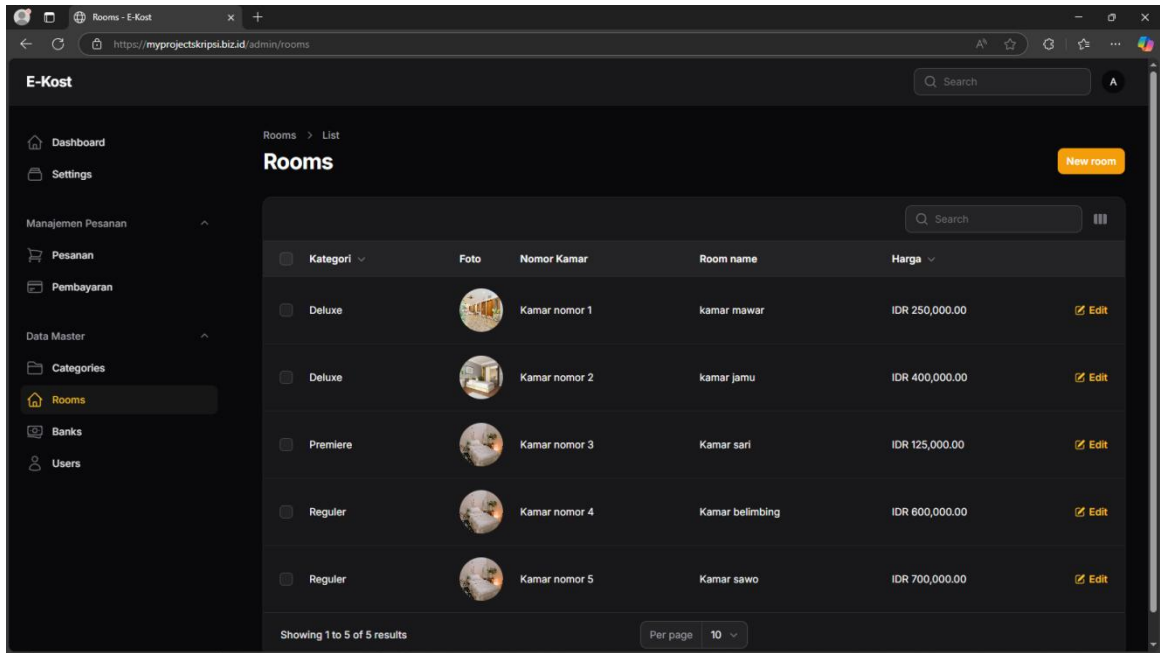 Rooms - E-Kost
https://myprojectskripsi.biz.id/admin/rooms
E-Kost
Search
A
Dashboard
Settings
Manajemen Pesanan
Pesanan
Pembayaran
Data Master
Categories
Rooms
Banks
Users
Rooms > List
Rooms
New room
Search
Kategori Foto Nomor Kamar Room name Harga
Deluxe Kamar nomor 1 kamar mawar IDR 250,000.00 Edit
Deluxe Kamar nomor 2 kamar jamu IDR 400,000.00 Edit
Premiere Kamar nomor 3 Kamar sari IDR 125,000.00 Edit
Reguler Kamar nomor 4 Kamar belimbing IDR 600,000.00 Edit
Reguler Kamar nomor 5 Kamar sawo IDR 700,000.00 Edit
Showing 1 to 5 of 5 results Per page 10